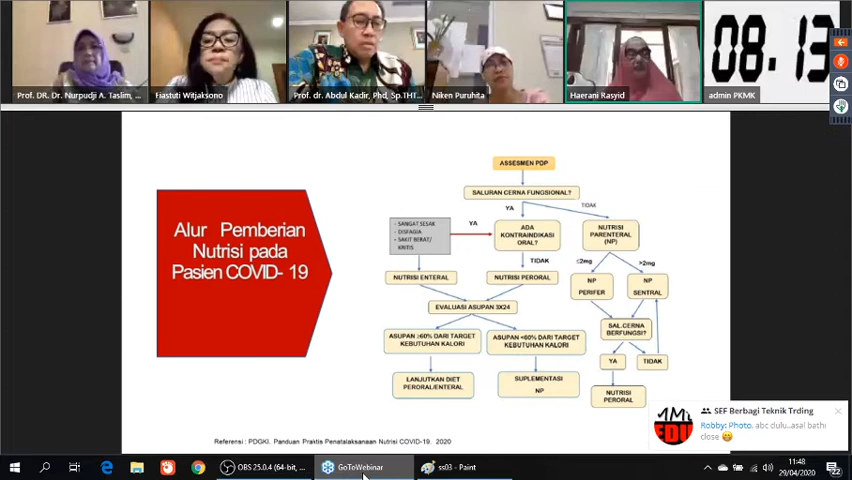 08.13
Prof. DR. Dr. Nurpudji A. Taslim, ...
Fiastuti Witjaksono
Prof. dr. Abdul Kadir, Phd, Sp.THT...
Niken Puruhita
Haerani Rasyid
admin PKMK
Alur Pemberian
Nutrisi pada
Pasien COVID- 19
ASSESMEN PDP
SALURAN CERNA FUNGSIONAL?
YA
TIDAK
- SANGAT SESAK
- DISFAGIA
- SAKIT BERAT/
KRITIS
YA
ADA
KONTRAINDIKASI
ORAL?
NUTRISI
PARENTERAL
(NP)
TIDAK
≤2mg
>2mg
NUTRISI ENTERAL
NUTRISI PERORAL
NP
PERIFER
NP
SENTRAL
EVALUASI ASUPAN 3X24
SAL.CERNA
BERFUNGSI?
ASUPAN ≥60% DARI TARGET
KEBUTUHAN KALORI
ASUPAN <60% DARI TARGET
KEBUTUHAN KALORI
YA
TIDAK
LANJUTKAN DIET
PERORAL/ENTERAL
SUPLEMENTASI
NP
NUTRISI
PERORAL
Referensi : PDGKI. Panduan Praktis Penatalaksanaan Nutrisi COVID-19. 2020
SEF Berbagi Teknik Trding
Robby: Photo. abc dulu..asal bathi
close
EDU
OBS 25.0.4 (64-bit, ...
GoToWebinar
ss03 - Paint
11:48
29/04/2020